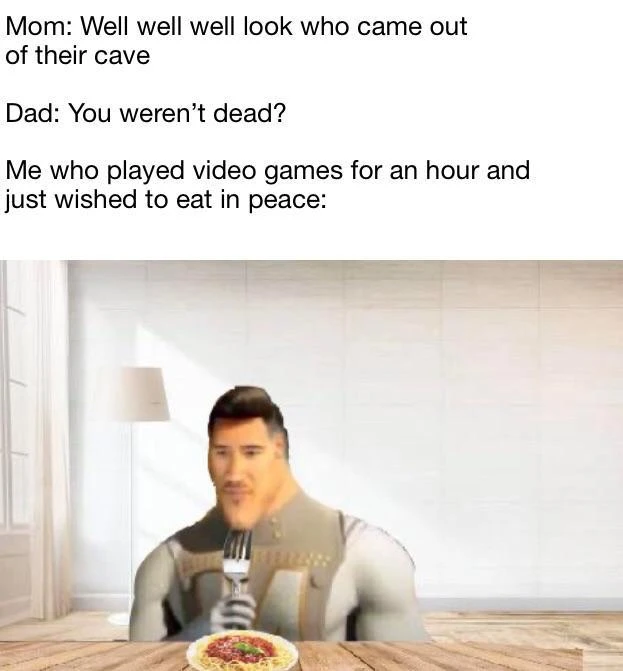 Mom: Well well well look who came out
of their cave
Dad: You weren’t dead?
Me who played video games for an hour and
just wished to eat in peace: